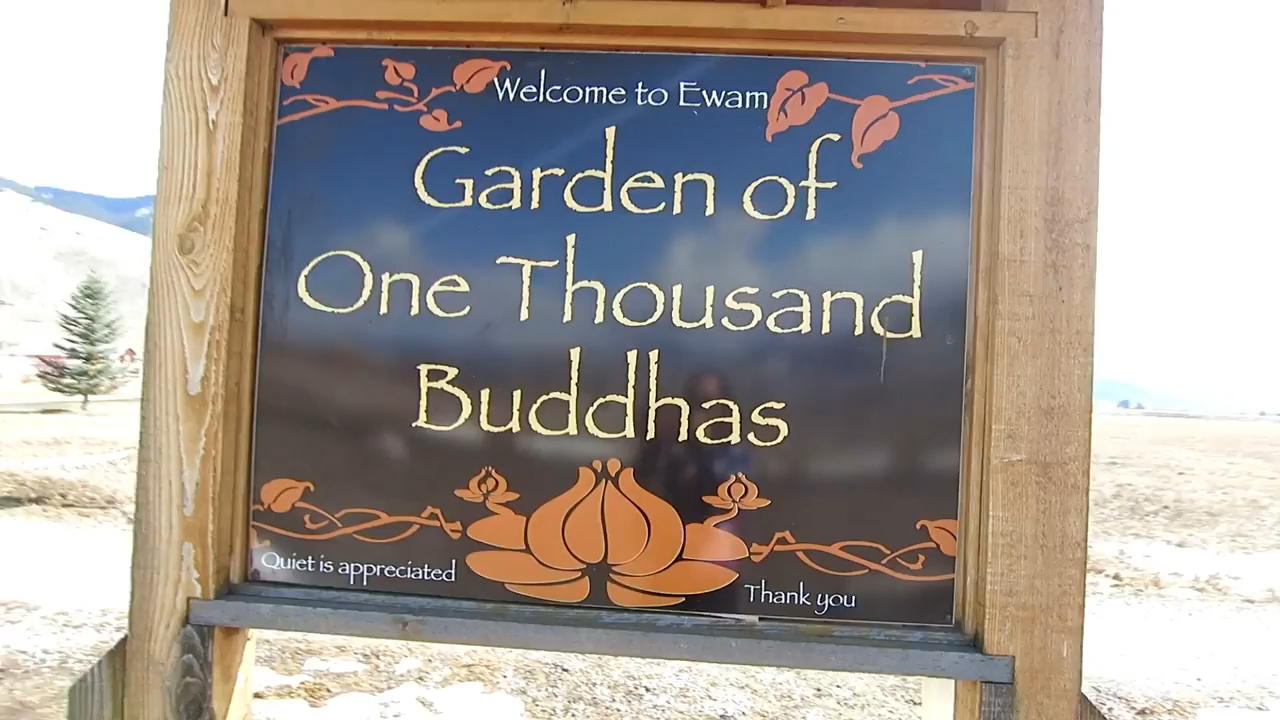 Welcome to Ewam
Garden of
One Thousand
Buddhas
Quiet is appreciated
Thank you